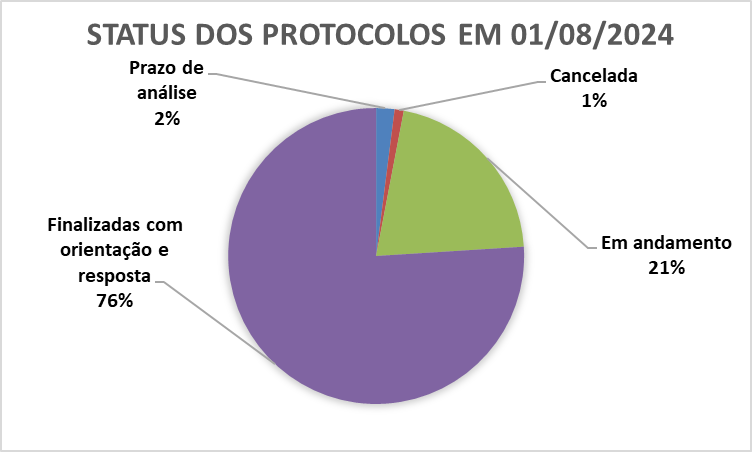 STATUS DOS PROTOCOLOS EM 01/08/2024
Prazo de
análise
2%
Cancelada
1%
Em andamento
21%
Finalizadas com
orientação e
resposta
76%